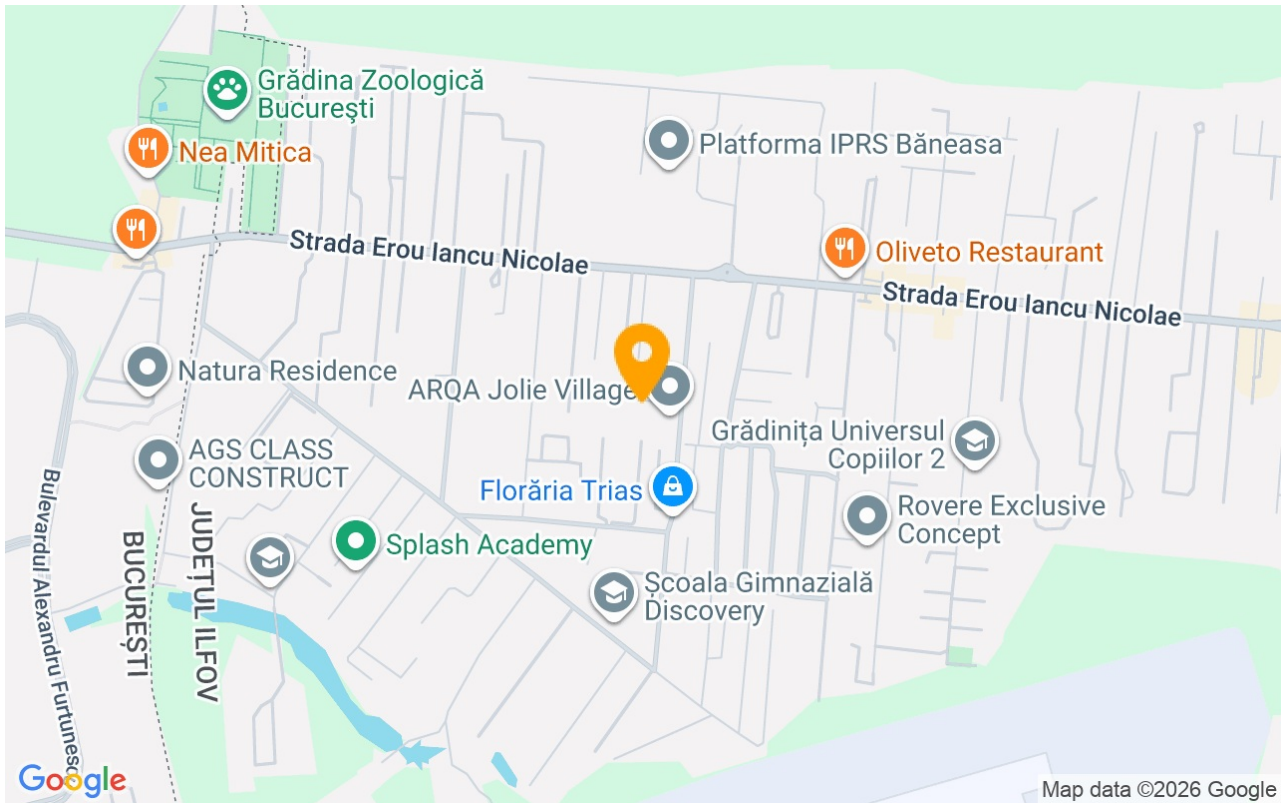 Grădina Zoologică
București
Nea Mitica
Platforma IPRS Băneasa
Strada Erou Iancu Nicolae
Oliveto Restaurant
Strada Erou Iancu Nicolae
Natura Residence
ARQA Jolie Village
Grădinița Universul
Copiilor 2
AGS CLASS
CONSTRUCT
Florăria Trias
Rovere Exclusive
Concept
Bulevardul Alexandru Furtunescu
BUCUREȘTI
JUDEȚUL ILFOV
Splash Academy
Școala Gimnazială
Discovery
Google
Map data ©2026 Google